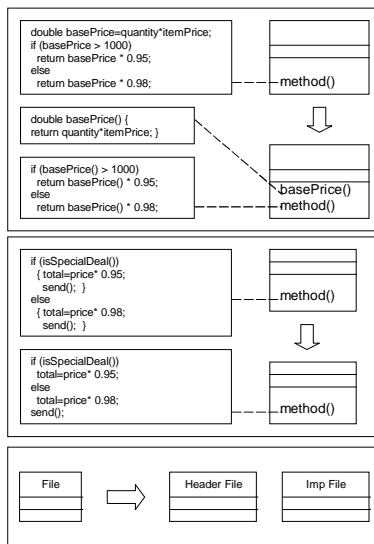 double basePrice=quantity*itemPrice;
if (basePrice > 1000)
return basePrice * 0.95;
else
return basePrice * 0.98;
method()
double basePrice() {
return quantity*itemPrice; }
if (basePrice() > 1000)
return basePrice() * 0.95;
else
return basePrice() * 0.98;
basePrice()
method()
if (isSpecialDeal())
{ total=price* 0.95;
send(); }
else
{ total=price* 0.98;
send(); }
method()
if (isSpecialDeal())
total=price* 0.95;
else
total=price* 0.98;
send();
method()
File
Header File
Imp File